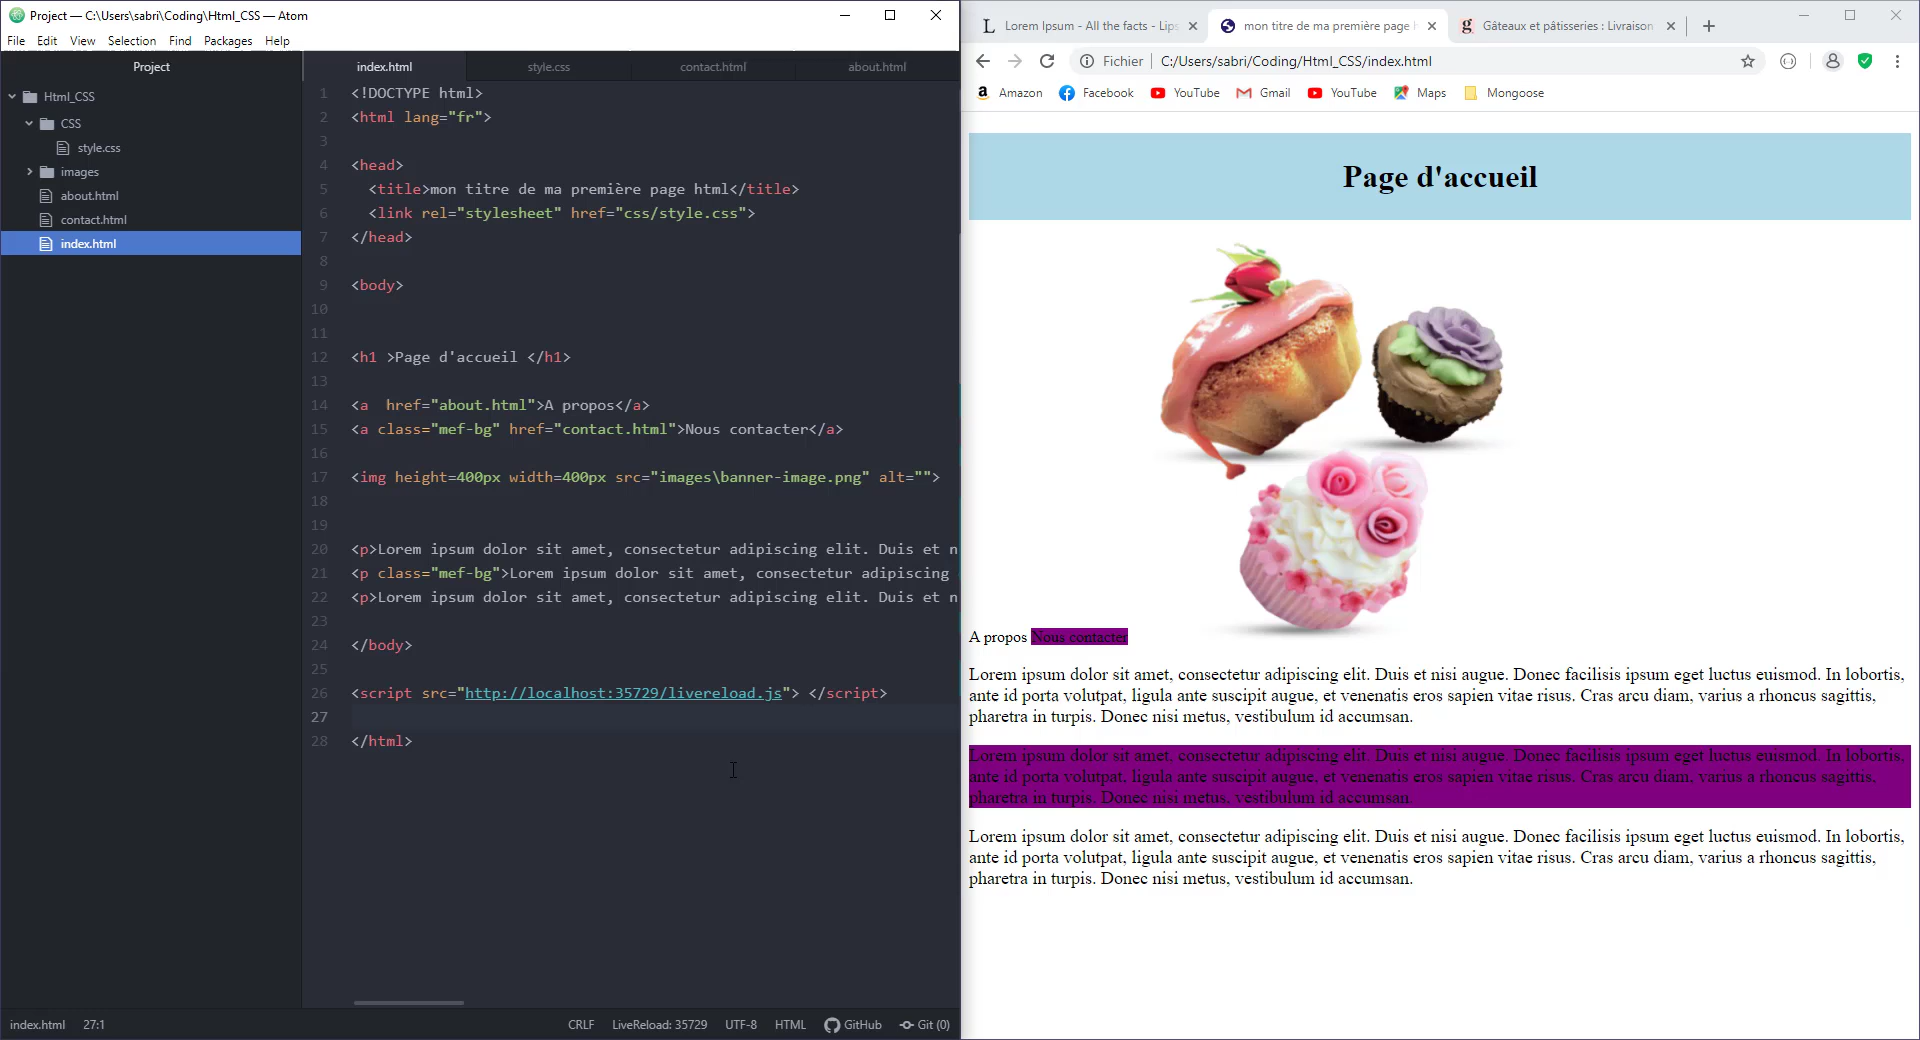 Project — C:\Users\sabri\Coding\Html_CSS — Atom
File Edit View Selection Find Packages Help
Project
Html_CSS
CSS
style.css
images
about.html
contact.html
index.html
index.html style.css contact.html about.html
1 <!DOCTYPE html>
2 <html lang="fr">
3
4 <head>
5 <title>mon titre de ma première page html</title>
6 <link rel="stylesheet" href="css/style.css">
7 </head>
8
9 <body>
10
11
12 <h1 >Page d'accueil </h1>
13
14 <a  href="about.html">A propos</a>
15 <a class="mef-bg" href="contact.html">Nous contacter</a>
16
17 <img height=400px width=400px src="images\banner-image.png" alt="">
18
19
20 <p>Lorem ipsum dolor sit amet, consectetur adipiscing elit. Duis et n
21 <p class="mef-bg">Lorem ipsum dolor sit amet, consectetur adipiscing
22 <p>Lorem ipsum dolor sit amet, consectetur adipiscing elit. Duis et n
23
24 </body>
25
26 <script src="http://localhost:35729/livereload.js"> </script>
27
28 </html>
index.html 27:1 CRLF LiveReload: 35729 UTF-8 HTML GitHub Git (0)
Lorem Ipsum - All the facts - Lips mon titre de ma première page h Gâteaux et pâtisseries : Livraison
Fichier C:/Users/sabri/Coding/Html_CSS/index.html
Amazon Facebook YouTube Gmail YouTube Maps Mongoose
Page d'accueil
A propos Nous contacter
Lorem ipsum dolor sit amet, consectetur adipiscing elit. Duis et nisi augue. Donec facilisis ipsum eget luctus euismod. In lobortis,
ante id porta volutpat, ligula ante suscipit augue, et venenatis eros sapien vitae risus. Cras arcu diam, varius a rhoncus sagittis,
pharetra in turpis. Donec nisi metus, vestibulum id accumsan.
Lorem ipsum dolor sit amet, consectetur adipiscing elit. Duis et nisi augue. Donec facilisis ipsum eget luctus euismod. In lobortis,
ante id porta volutpat, ligula ante suscipit augue, et venenatis eros sapien vitae risus. Cras arcu diam, varius a rhoncus sagittis,
pharetra in turpis. Donec nisi metus, vestibulum id accumsan.
Lorem ipsum dolor sit amet, consectetur adipiscing elit. Duis et nisi augue. Donec facilisis ipsum eget luctus euismod. In lobortis,
ante id porta volutpat, ligula ante suscipit augue, et venenatis eros sapien vitae risus. Cras arcu diam, varius a rhoncus sagittis,
pharetra in turpis. Donec nisi metus, vestibulum id accumsan.